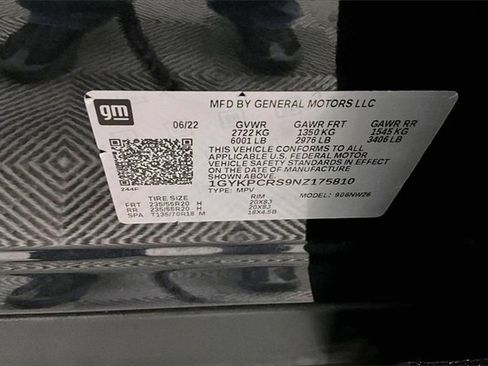 gm
MFD BY GENERAL MOTORS LLC
06/22 GVWR GAWR FRT GAWR RR
2722 KG 1350 KG 1545 KG
6001 LB 2976 LB 3406 LB
THIS VEHICLE CONFORMS TO ALL
APPLICABLE U.S. FEDERAL MOTOR
VEHICLE SAFETY STANDARDS IN EFFECT
ON THE DATE OF MANUFACTURE
SHOWN ABOVE.
1GYKPCRS9NZ175810
TYPE: MPV MODEL: 906NW26
244F
TIRE SIZE RIM
FRT 235/55R20 H 20X8J
RR 235/55R20 H 20X8J
SPA T135/70R18 M 18X4.5B